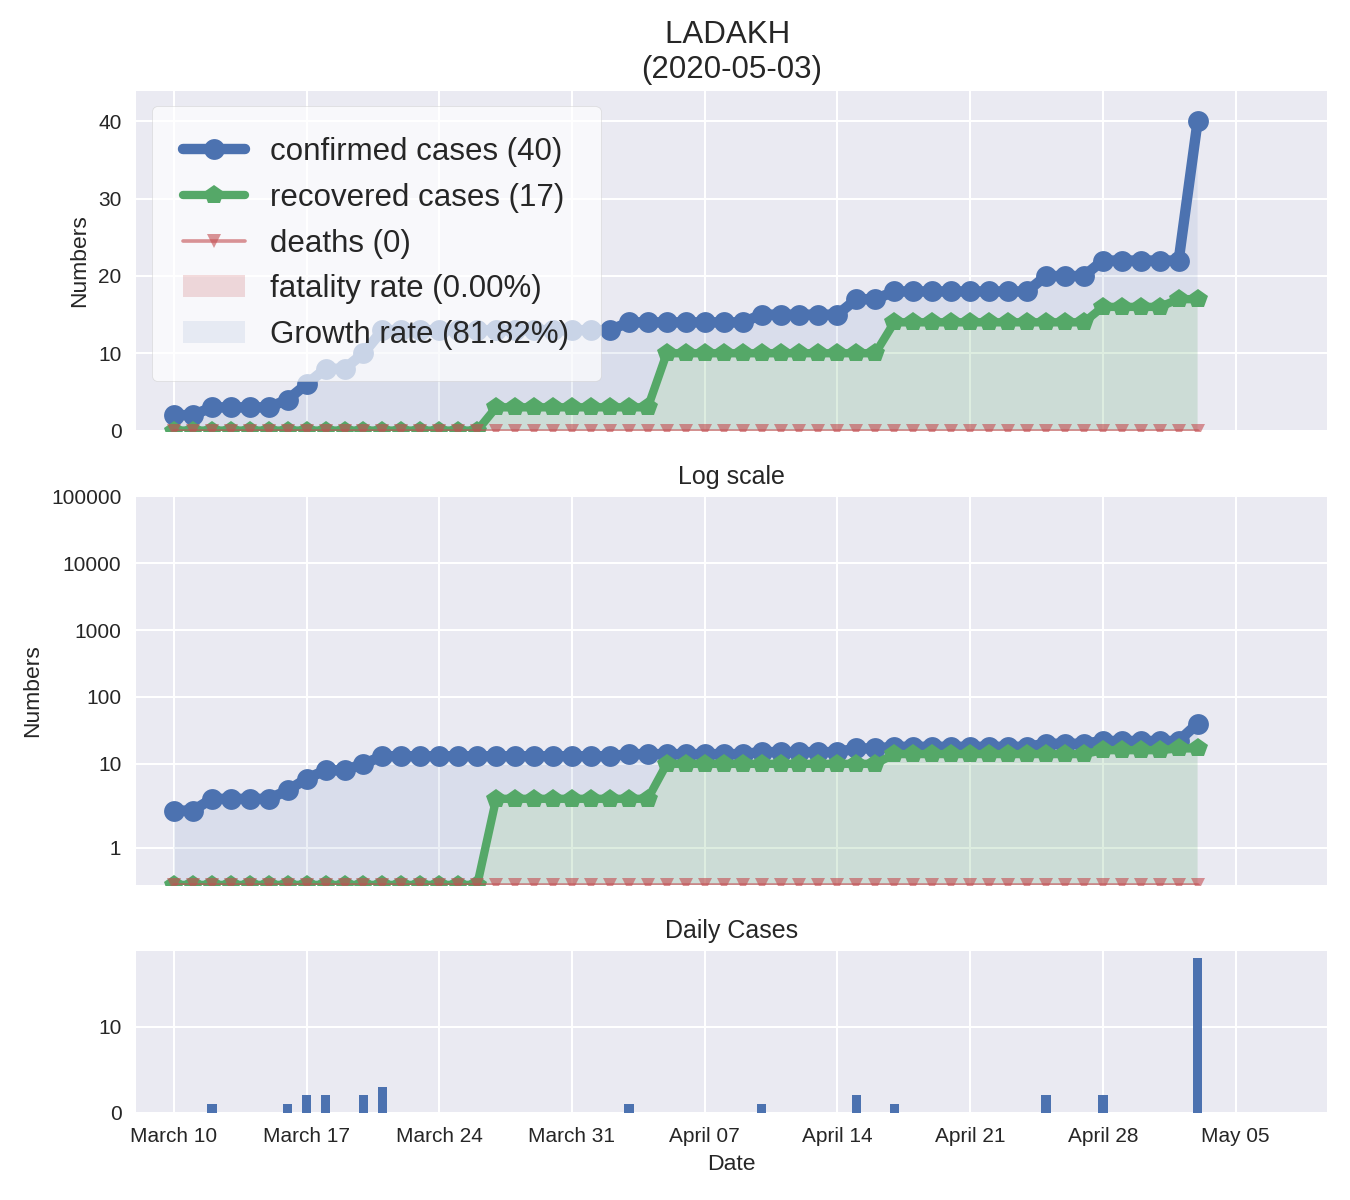 LADAKH
(2020-05-03)
40
30
20
10
0
Numbers
confirmed cases (40)
recovered cases (17)
deaths (0)
fatality rate (0.00%)
Growth rate (81.82%)
Log scale
100000
10000
1000
100
10
1
Numbers
Daily Cases
10
0
March 10 March 17 March 24 March 31 April 07 April 14 April 21 April 28 May 05
Date